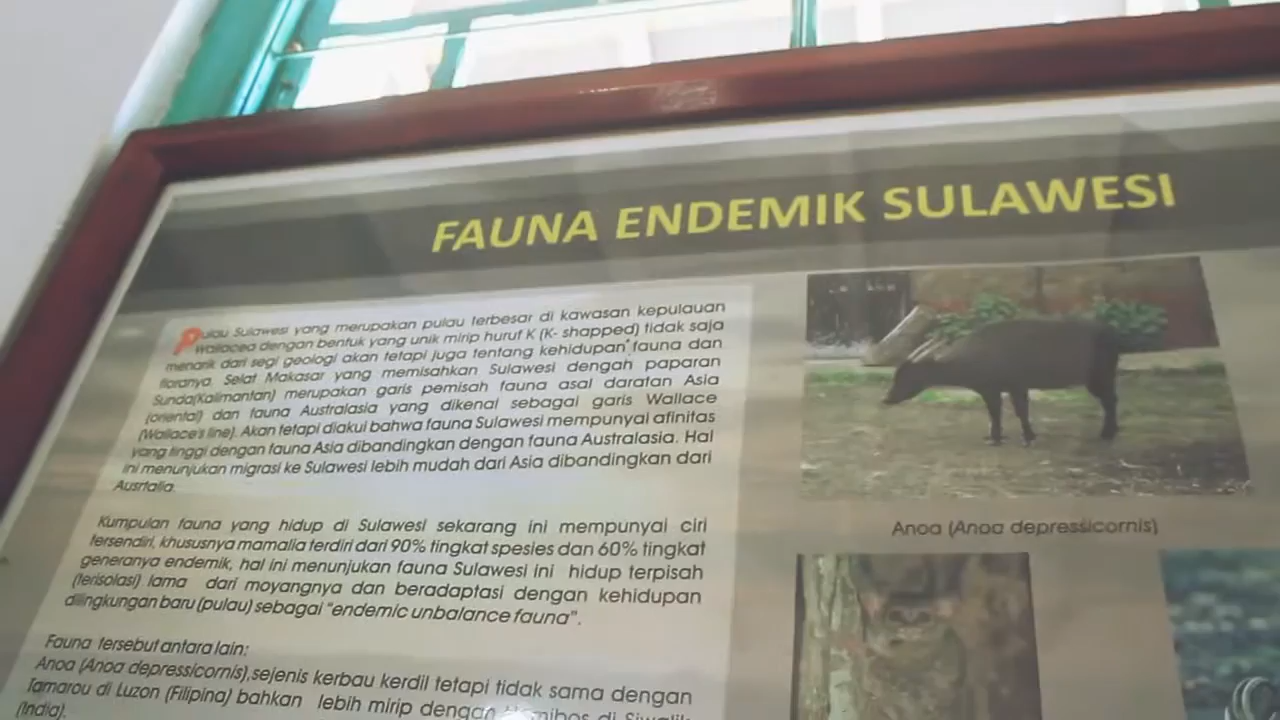 FAUNA ENDEMIK SULAWESI
Pulau Sulawesi yang merupakan pulau terbesar di kawasan kepulauan
Wallacea dengan bentuk yang unik mirip huruf K (K- shapped) tidak saja
menarik dari segi geologi akan tetapi juga tentang kehidupan fauna dan
floranya. Selat Makasar yang memisahkan Sulawesi dengan paparan
Sunda(Kalimantan) merupakan garis pemisah fauna asal daratan Asia
(oriental) dan fauna Australasia yang dikenal sebagai garis Wallace
(Wallace's line). Akan tetapi diakui bahwa fauna Sulawesi mempunyai afinitas
yang tinggi dengan fauna Asia dibandingkan dengan fauna Australasia. Hal
ini menunjukan migrasi ke Sulawesi lebih mudah dari Asia dibandingkan dari
Ausrtalia.
Kumpulan fauna yang hidup di Sulawesi sekarang ini mempunyai ciri
tersendiri, khususnya mamalia terdiri dari 90% tingkat spesies dan 60% tingkat
generanya endemik, hal ini menunjukan fauna Sulawesi ini hidup terpisah
(terisolasi) lama dari moyangnya dan beradaptasi dengan kehidupan
dilingkungan baru (pulau) sebagai "endemic unbalance fauna".
Fauna tersebut antara lain:
Anoa (Anoa depressicornis),sejenis kerbau kerdil tetapi tidak sama dengan
Tamarou di Luzon (Filipina) bahkan lebih mirip dengan di
(India).
Anoa (Anoa depressicornis)